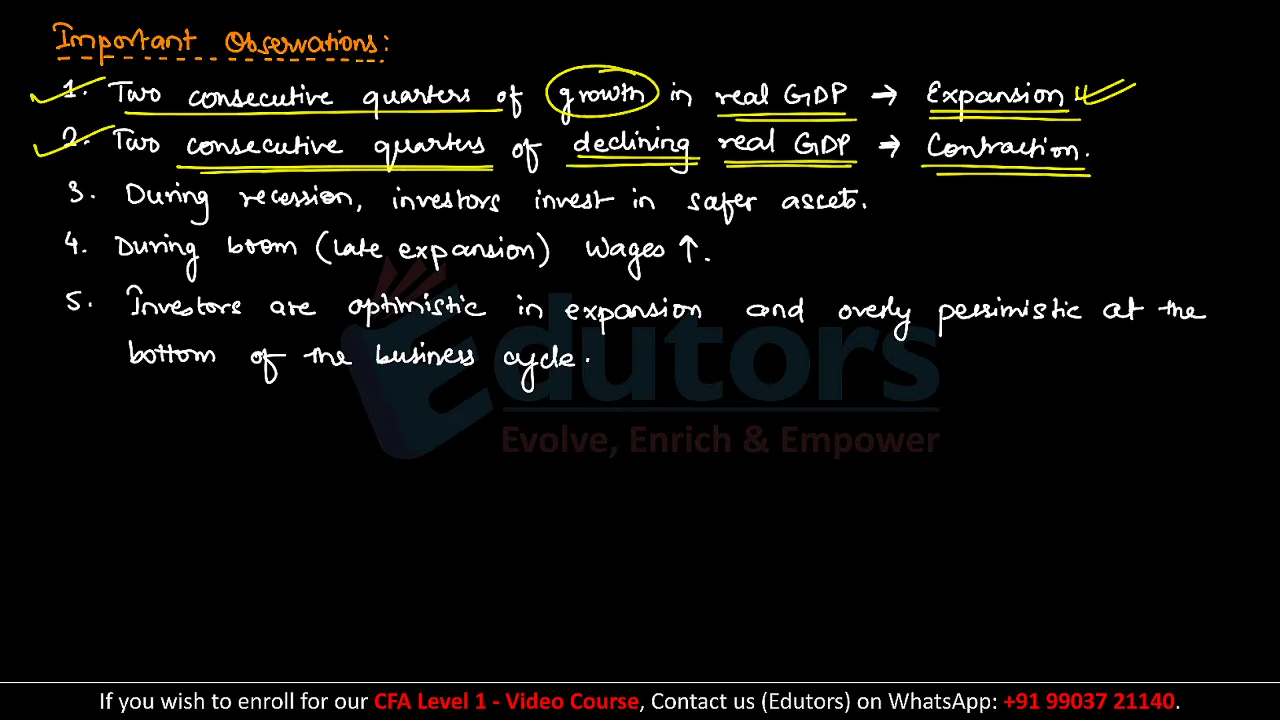 Important Observations:
1. Two consecutive quarters of growth in real GDP → Expansion
2. Two consecutive quarters of declining real GDP → Contraction.
3. During recession, investors invest in safer assets.
4. During boom (late expansion) wages ↑.
5. Investors are optimistic in expansion and overly pessimistic at the
bottom of the business cycle.
Edutors
Evolve, Enrich & Empower
If you wish to enroll for our CFA Level 1 - Video Course, Contact us (Edutors) on WhatsApp: +91 99037 21140.